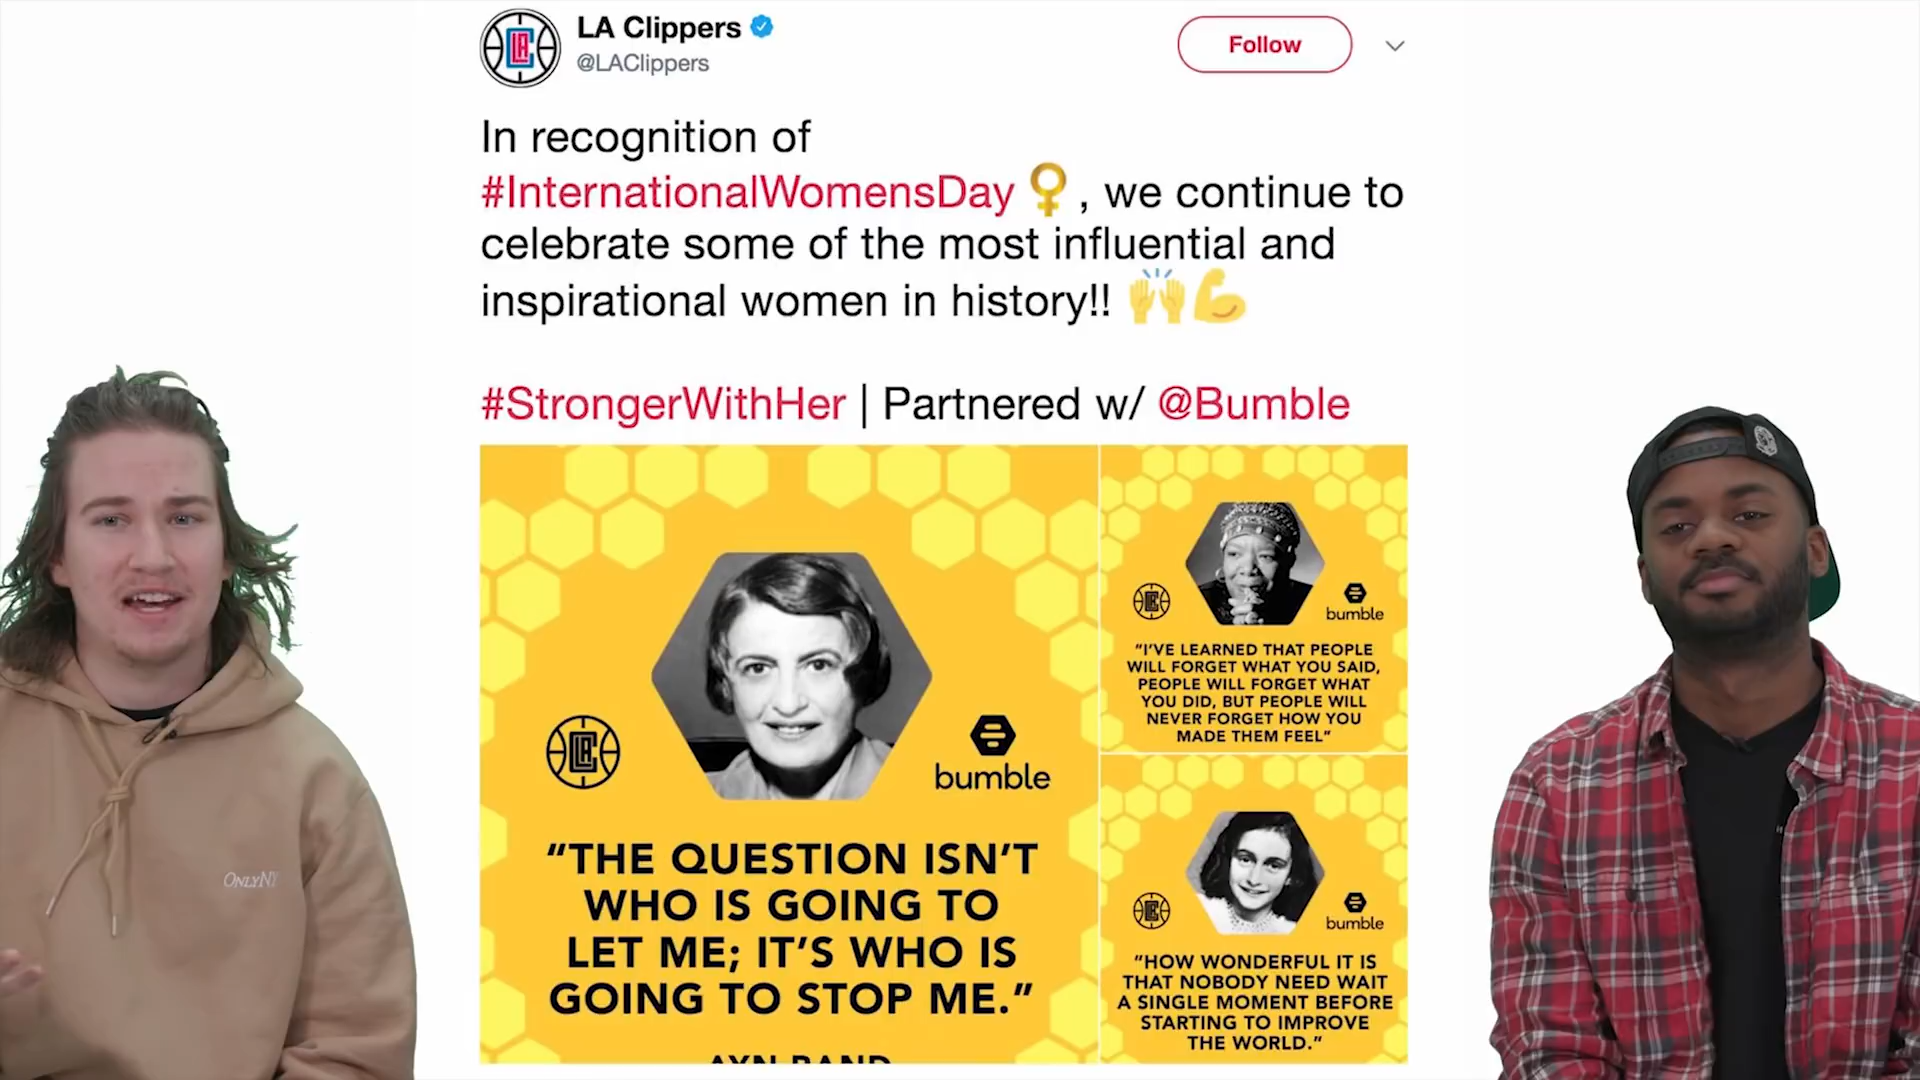 LA Clippers
@LAClippers
Follow
In recognition of
#InternationalWomensDay♀, we continue to
celebrate some of the most influential and
inspirational women in history!! 🙌💪
#StrongerWithHer | Partnered w/ @Bumble
bumble
"THE QUESTION ISN'T
WHO IS GOING TO
LET ME; IT'S WHO IS
GOING TO STOP ME."
AYN RAND
bumble
"I'VE LEARNED THAT PEOPLE
WILL FORGET WHAT YOU SAID,
PEOPLE WILL FORGET WHAT
YOU DID, BUT PEOPLE WILL
NEVER FORGET HOW YOU
MADE THEM FEEL"
bumble
"HOW WONDERFUL IT IS
THAT NOBODY NEED WAIT
A SINGLE MOMENT BEFORE
STARTING TO IMPROVE
THE WORLD."
ONLYNY